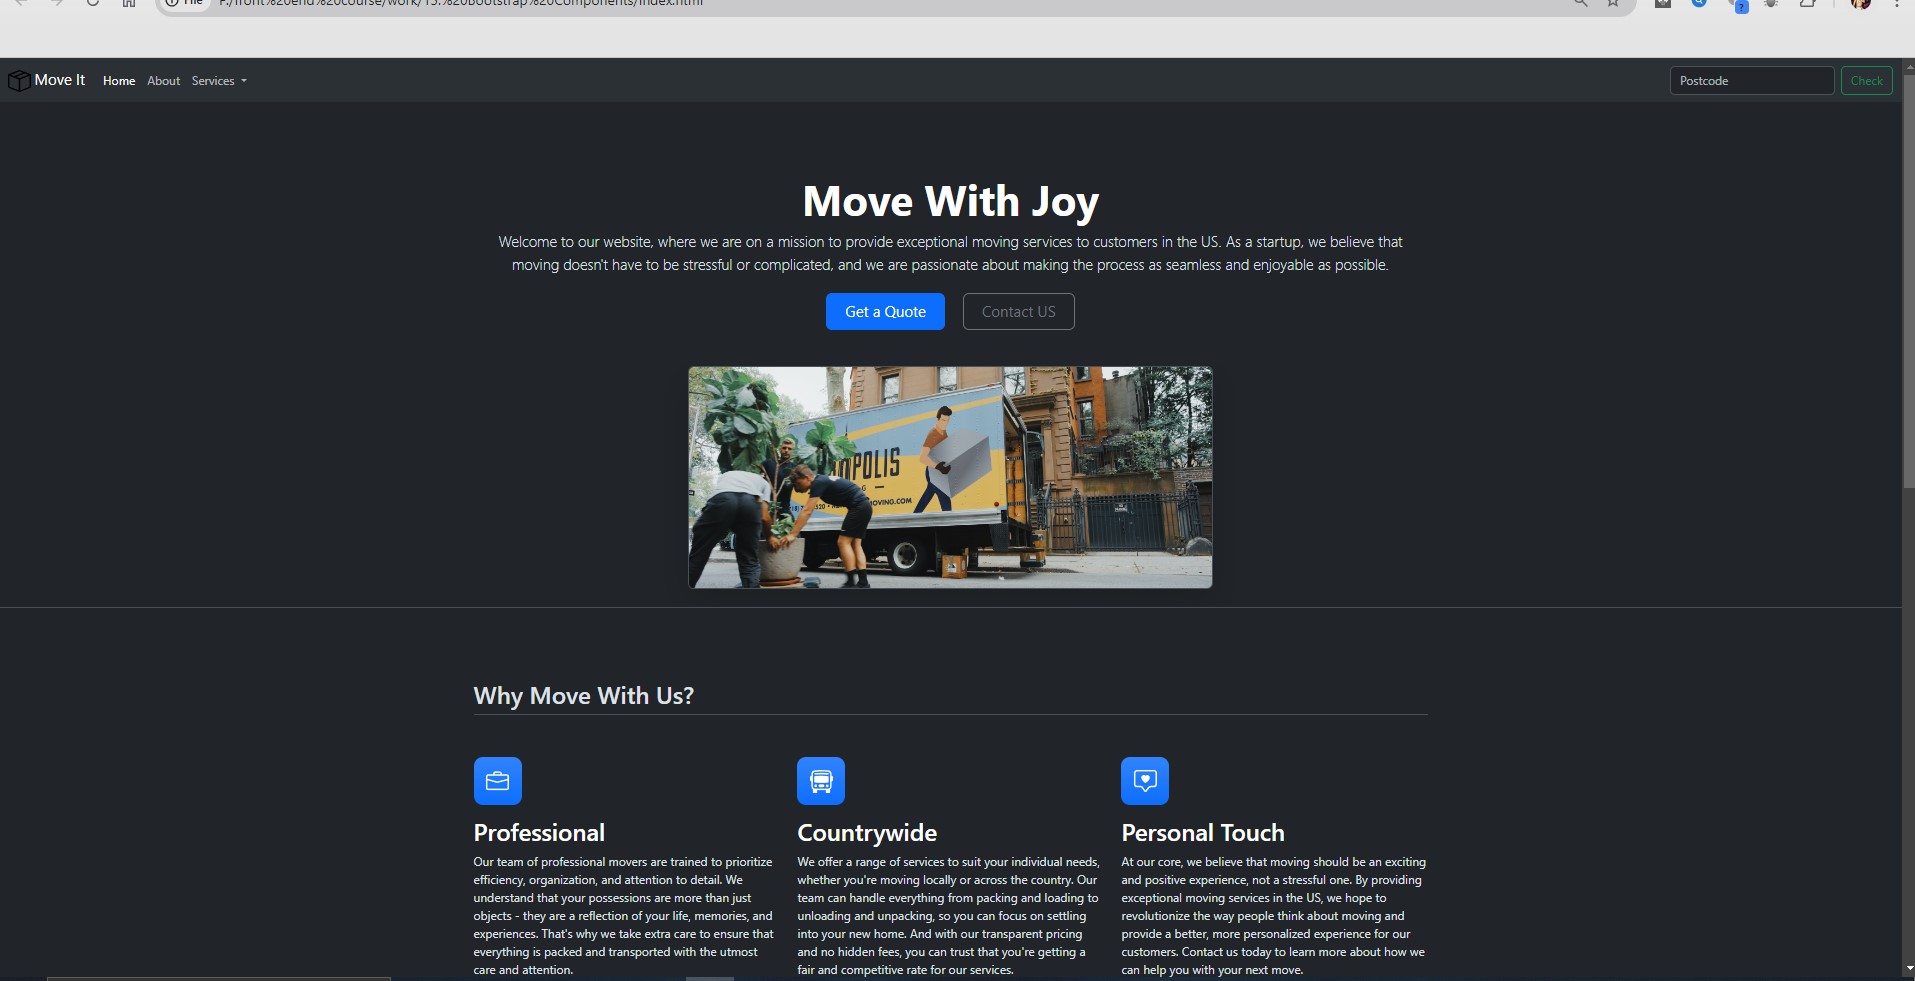 File
F:/front%20end%20course/work/13.%20Bootstrap%20Components/index.html
Move It
Home
About
Services
Postcode
Check
Move With Joy
Welcome to our website, where we are on a mission to provide exceptional moving services to customers in the US. As a startup, we believe that
moving doesn't have to be stressful or complicated, and we are passionate about making the process as seamless and enjoyable as possible.
Get a Quote
Contact US
MOVING.COM
Why Move With Us?
Professional
Our team of professional movers are trained to prioritize
efficiency, organization, and attention to detail. We
understand that your possessions are more than just
objects - they are a reflection of your life, memories, and
experiences. That's why we take extra care to ensure that
everything is packed and transported with the utmost
care and attention.
Countrywide
We offer a range of services to suit your individual needs,
whether you're moving locally or across the country. Our
team can handle everything from packing and loading to
unloading and unpacking, so you can focus on settling
into your new home. And with our transparent pricing
and no hidden fees, you can trust that you're getting a
fair and competitive rate for our services.
Personal Touch
At our core, we believe that moving should be an exciting
and positive experience, not a stressful one. By providing
exceptional moving services in the US, we hope to
revolutionize the way people think about moving and
provide a better, more personalized experience for our
customers. Contact us today to learn more about how we
can help you with your next move.